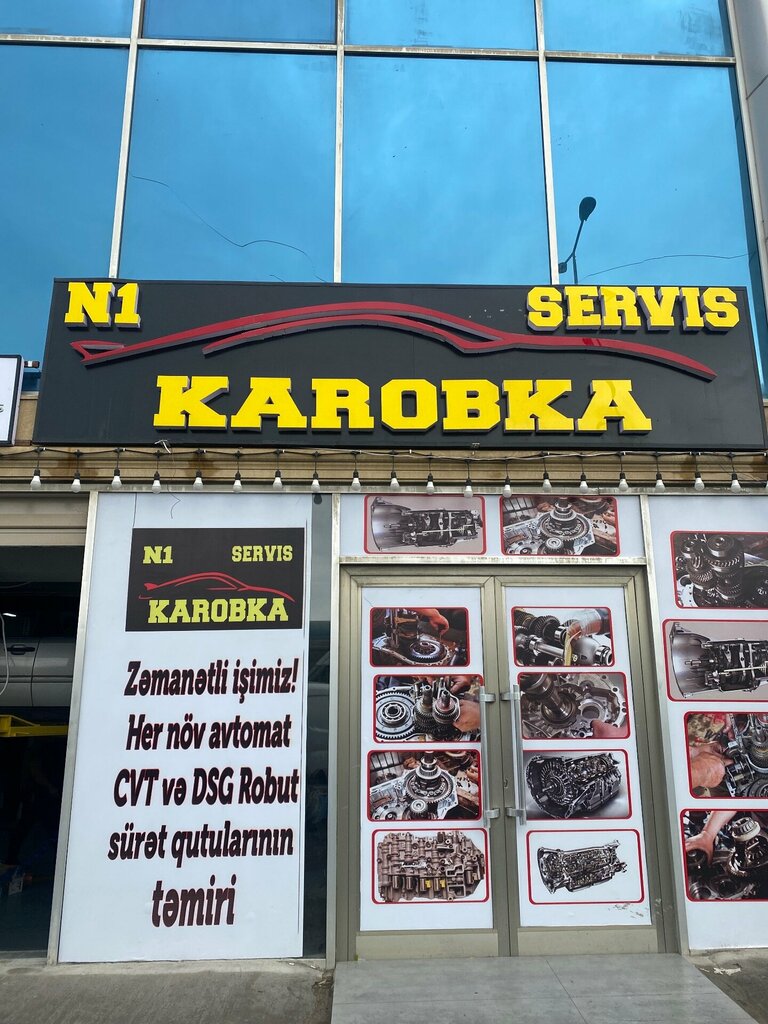 N1 SERVIS
KAROBKA
N1 SERVIS
KAROBKA
Zəmanətli işimiz!
Her növ avtomat
CVT və DSG Robut
sürət qutularının
təmiri